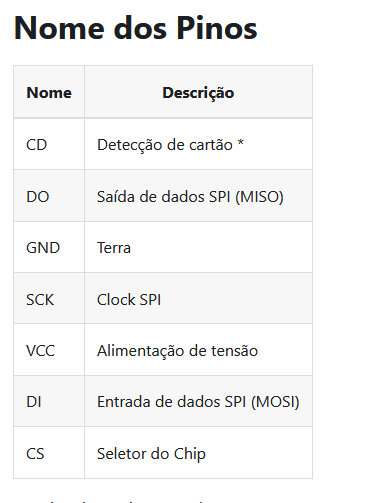 Nome dos Pinos
Nome Descrição
CD Detecção de cartão *
DO Saída de dados SPI (MISO)
GND Terra
SCK Clock SPI
VCC Alimentação de tensão
DI Entrada de dados SPI (MOSI)
CS Seletor do Chip